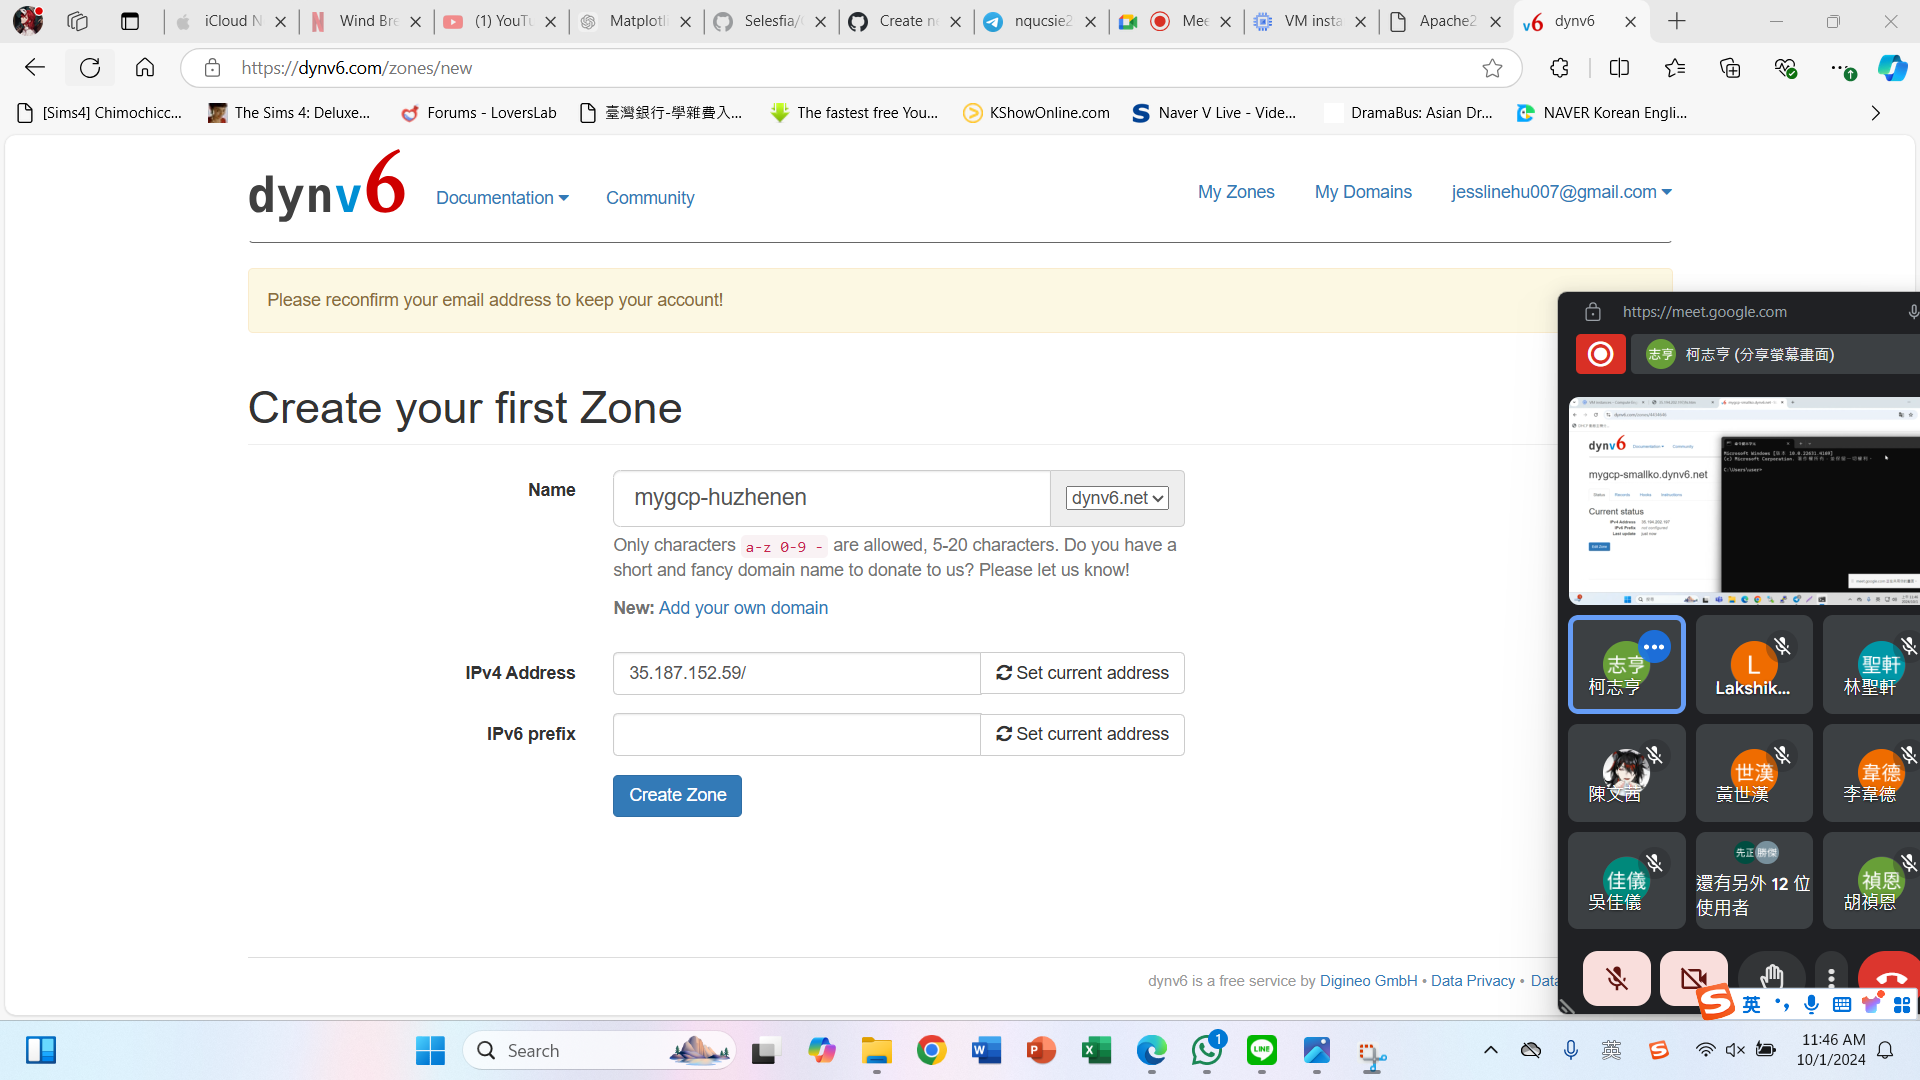 iCloud N
Wind Bre
(1) YouTu
Matplotli
Selesfia/
Create ne
nqucsie2
Mee
VM insta
Apache2
dynv6
https://dynv6.com/zones/new
[Sims4] Chimochicc...
The Sims 4: Deluxe...
Forums - LoversLab
臺灣銀行-學雜費入...
The fastest free You...
KShowOnline.com
Naver V Live - Vide...
DramaBus: Asian Dr...
NAVER Korean Engli...
dynv6
Documentation
Community
My Zones
My Domains
jesslinehu007@gmail.com
Please reconfirm your email address to keep your account!
Create your first Zone
Name
mygcp-huzhenen
dynv6.net
Only characters a-z 0-9 - are allowed, 5-20 characters. Do you have a
short and fancy domain name to donate to us? Please let us know!
New: Add your own domain
IPv4 Address
35.187.152.59/
Set current address
IPv6 prefix
Set current address
Create Zone
dynv6 is a free service by Digineo GmbH • Data Privacy • Data
https://meet.google.com
志亨
柯志亨 (分享螢幕畫面)
dynv6
mygcp-smallko.dynv6.net
Current status
志亨
柯志亨
L
Lakshik...
聖軒
林聖軒
陳文茜
世漢
黃世漢
韋德
李韋德
佳儀
吳佳儀
先正 勝傑
還有另外 12 位
使用者
禎恩
胡禎恩
英
Search
1
英
11:46 AM
10/1/2024